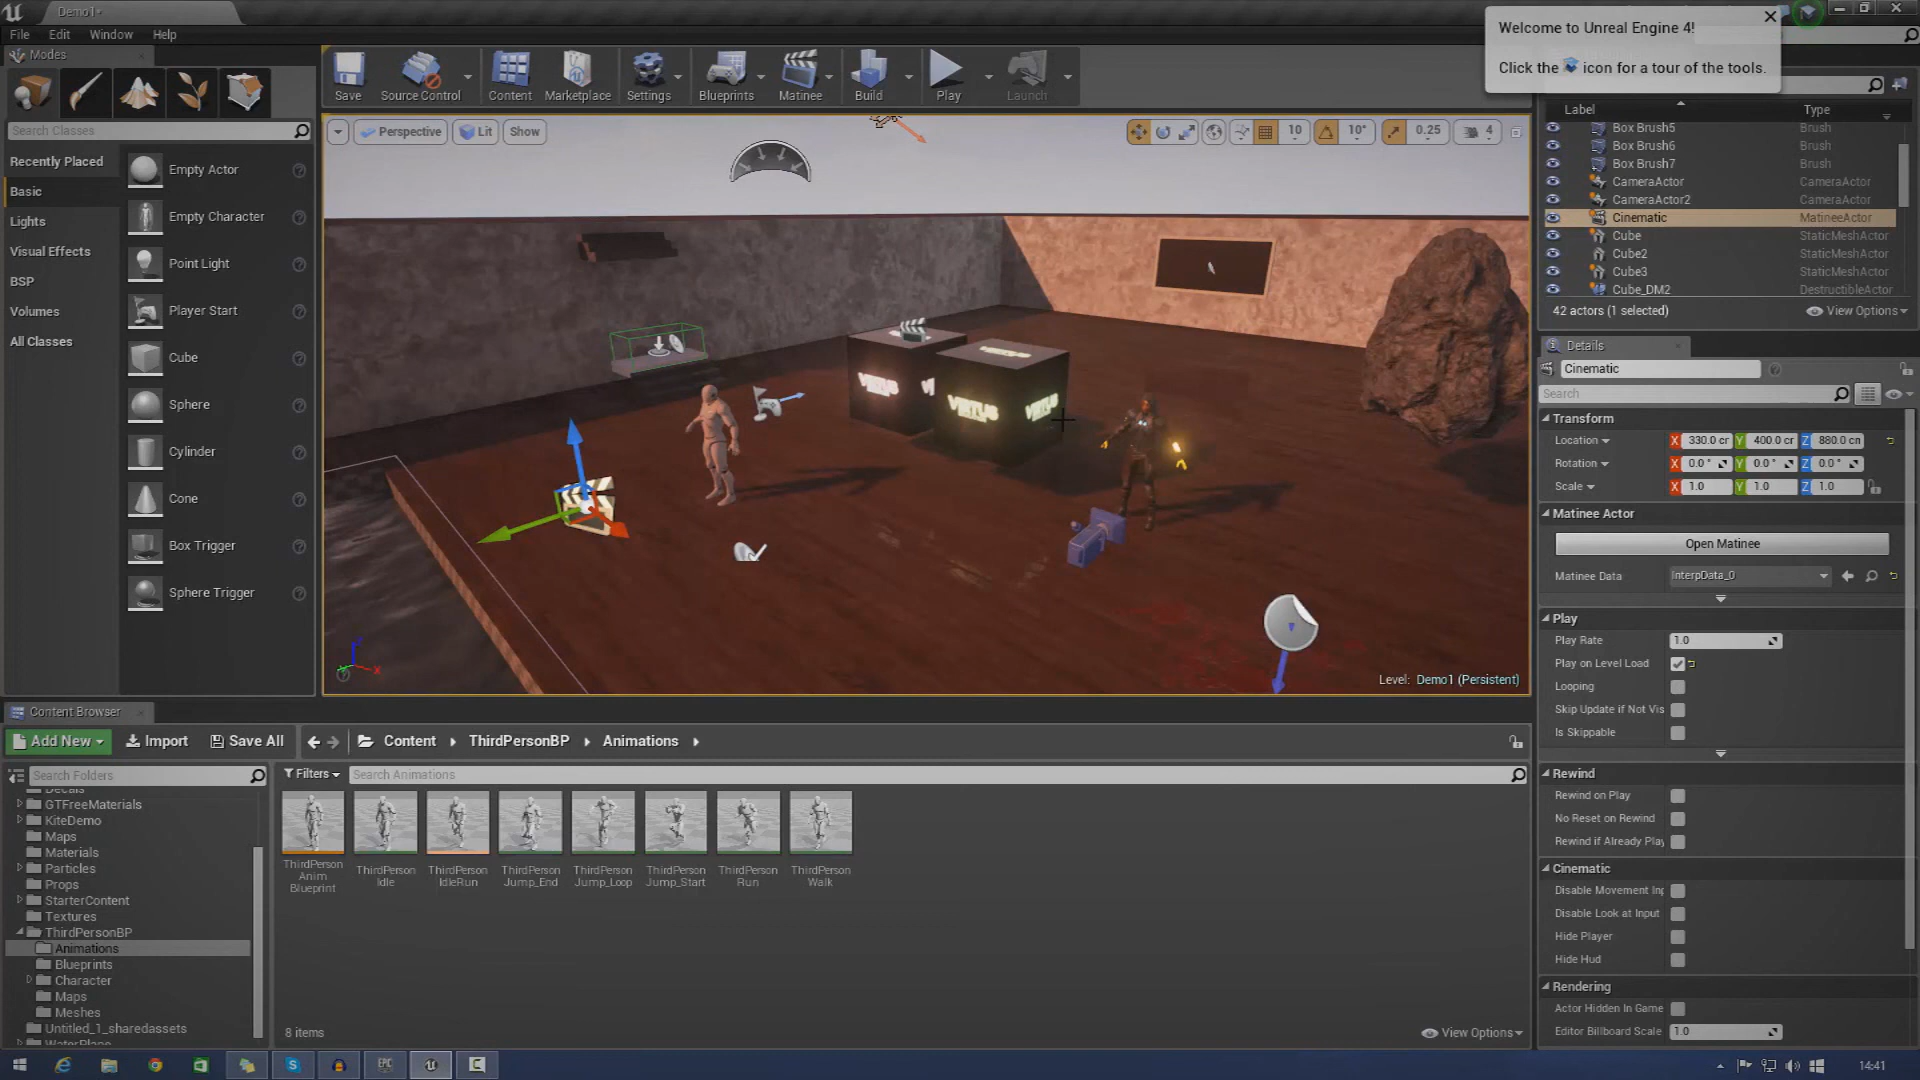 Demo1*
File Edit Window Help
Welcome to Unreal Engine 4!
Click the icon for a tour of the tools.
Modes
Search Classes
Recently Placed
Basic
Lights
Visual Effects
BSP
Volumes
All Classes
Empty Actor
Empty Character
Point Light
Player Start
Cube
Sphere
Cylinder
Cone
Box Trigger
Sphere Trigger
Save Source Control Content Marketplace Settings Blueprints Matinee Build Play Launch
Perspective Lit Show
10 10° 0.25 4
VIRTUS
VIRTUS
Level: Demo1 (Persistent)
Label Type
Box Brush5 Brush
Box Brush6 Brush
Box Brush7 Brush
CameraActor CameraActor
CameraActor2 CameraActor
Cinematic MatineeActor
Cube StaticMeshActor
Cube2 StaticMeshActor
Cube3 StaticMeshActor
Cube_DM2 DestructibleActor
42 actors (1 selected) View Options
Details
Cinematic
Search
Transform
Location X 330.0 cr Y 400.0 cr Z 880.0 cn
Rotation X 0.0 ° Y 0.0 ° Z 0.0 °
Scale X 1.0 Y 1.0 Z 1.0
Matinee Actor
Open Matinee
Matinee Data InterpData_0
Play
Play Rate 1.0
Play on Level Load
Looping
Skip Update if Not Vis
Is Skippable
Rewind
Rewind on Play
No Reset on Rewind
Rewind if Already Play
Cinematic
Disable Movement Inp
Disable Look at Input
Hide Player
Hide Hud
Rendering
Actor Hidden In Game
Editor Billboard Scale 1.0
Content Browser
Add New Import Save All Content ThirdPersonBP Animations
Search Folders
Filters Search Animations
Decals
GTFreeMaterials
KiteDemo
Maps
Materials
Particles
Props
StarterContent
Textures
ThirdPersonBP
Animations
Blueprints
Character
Maps
Meshes
Untitled_1_sharedassets
WaterPlane
ThirdPerson
Anim
Blueprint
ThirdPerson
Idle
ThirdPerson
IdleRun
ThirdPerson
Jump_End
ThirdPerson
Jump_Loop
ThirdPerson
Jump_Start
ThirdPerson
Run
ThirdPerson
Walk
8 items View Options
EPIC
14:41